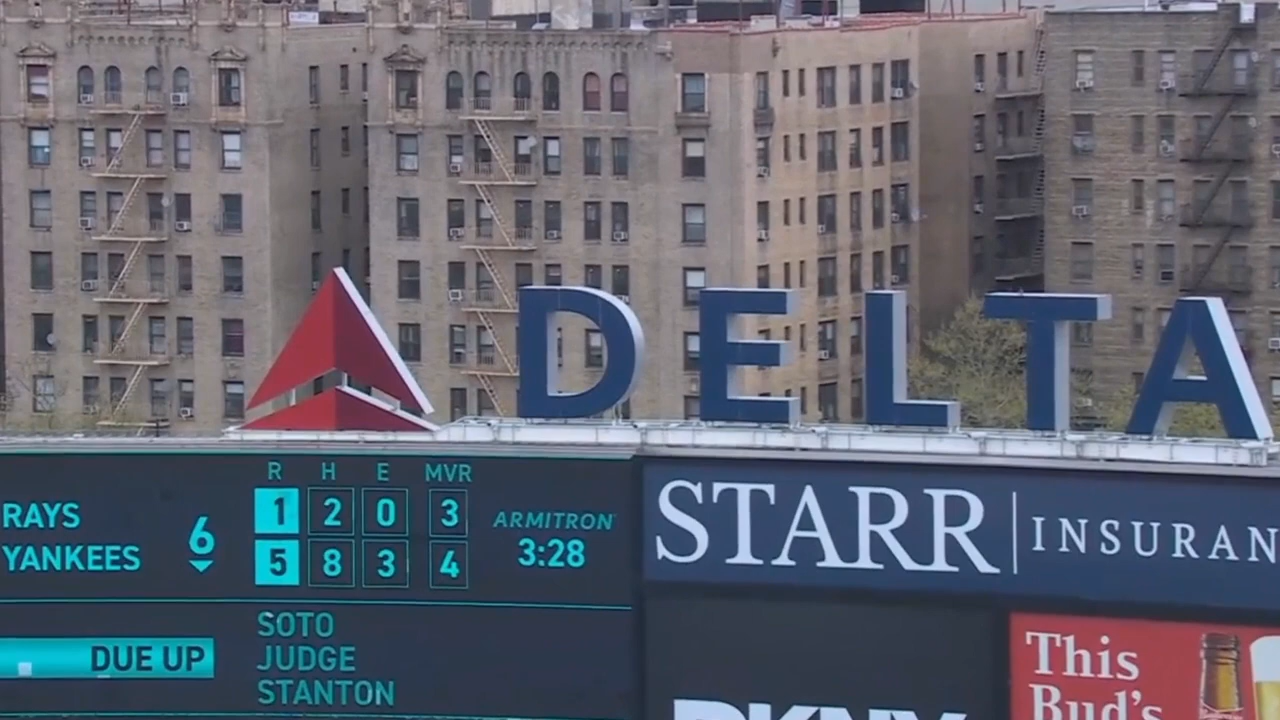 DELTA
R H E MVR
RAYS 1 2 0 3
6
YANKEES 5 8 3 4
ARMITRON
3:28
DUE UP
SOTO
JUDGE
STANTON
STARR INSURAN
This
Bud's
DKNY